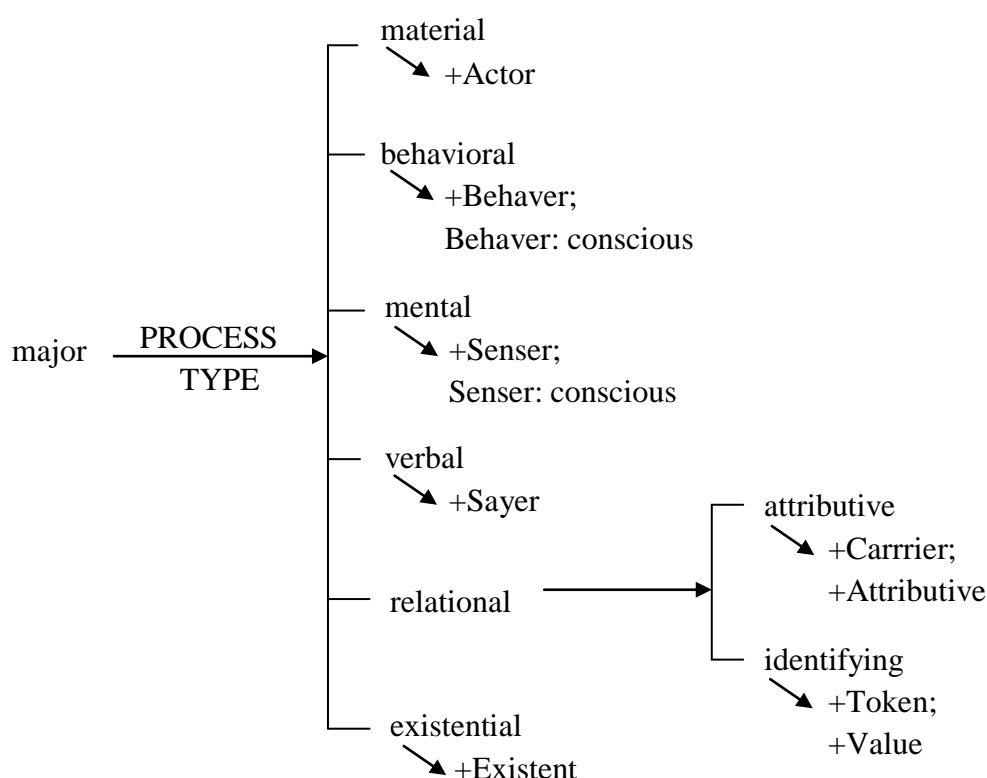 material
+Actor
behavioral
+Behaver;
Behaver: conscious
mental
+Senser;
Senser: conscious
major
PROCESS
TYPE
verbal
+Sayer
relational
attributive
+Carrrier;
+Attributive
identifying
+Token;
+Value
existential
+Existent